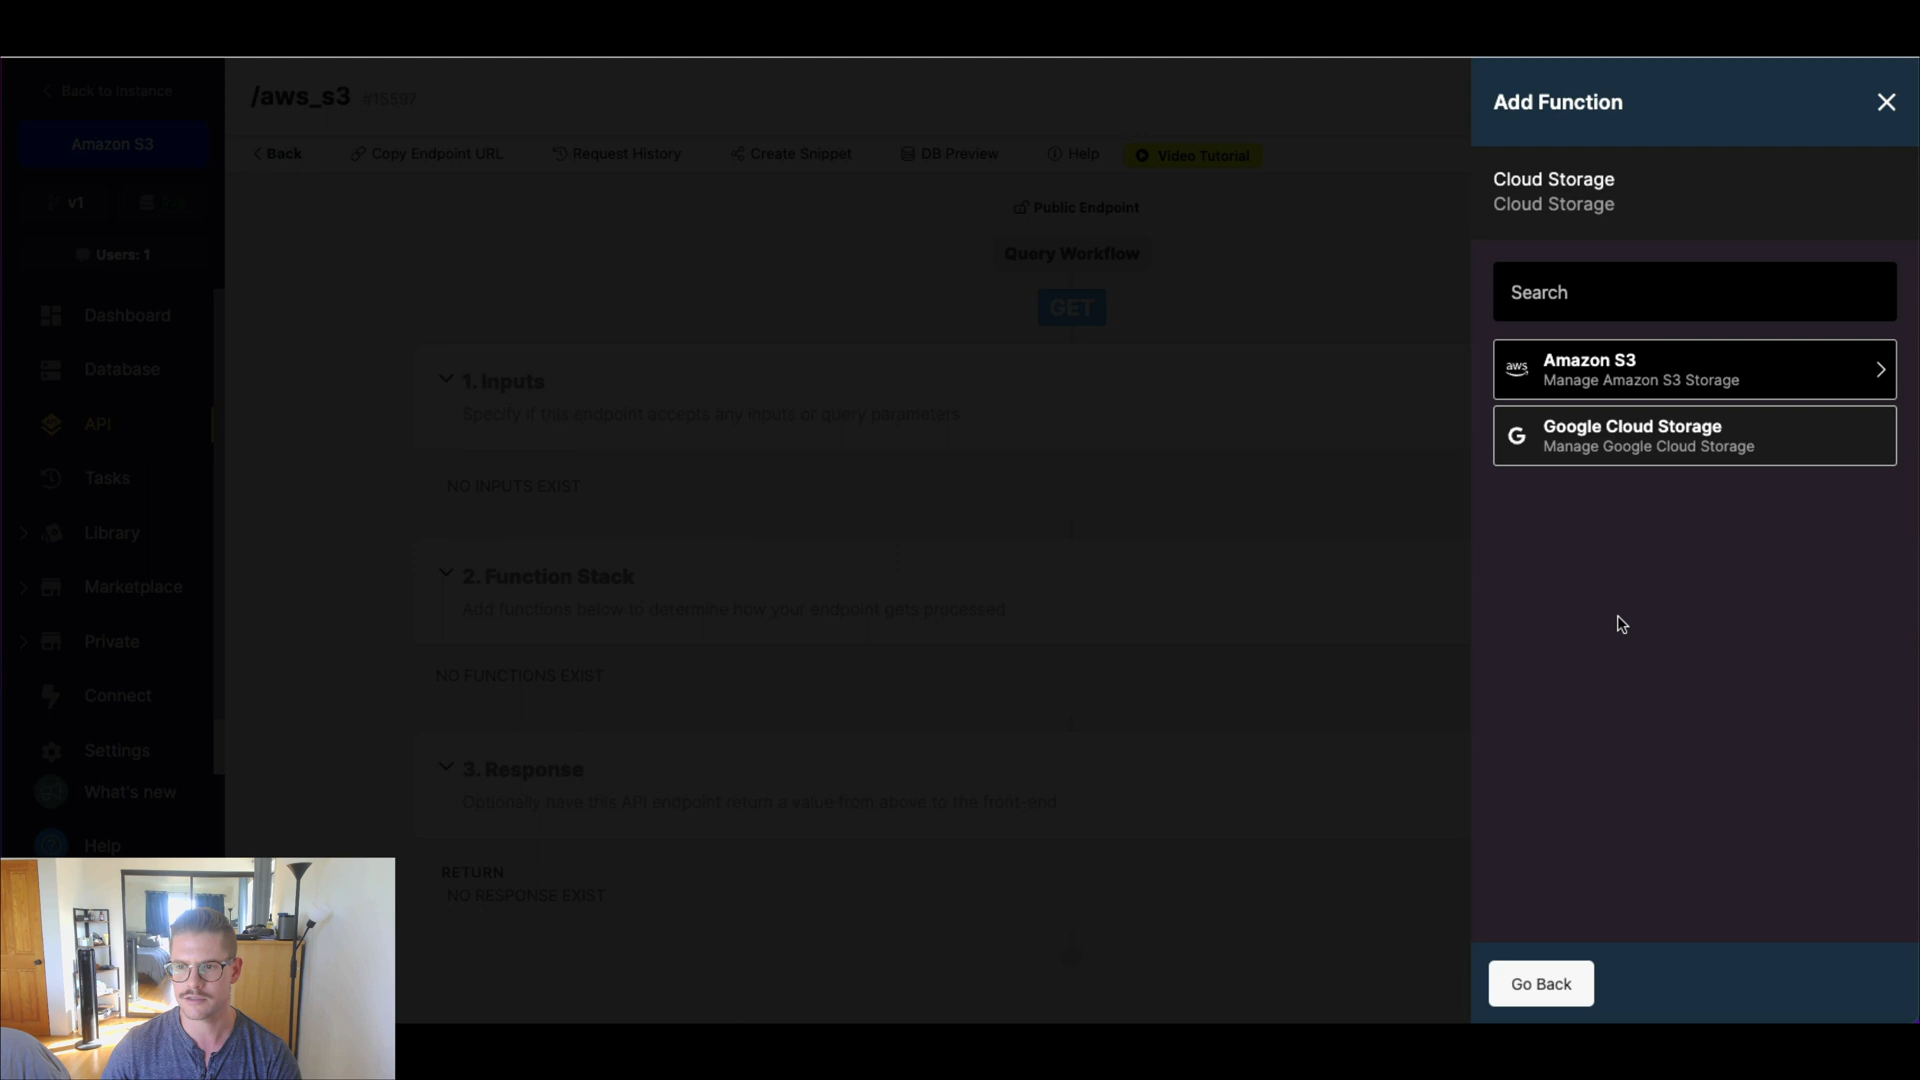 Back to Instance
Amazon S3
v1
Users: 1
Dashboard
Database
API
Tasks
Library
Marketplace
Private
Connect
Settings
What's new
Help
/aws_s3 #15597
Back
Copy Endpoint URL
Request History
Create Snippet
DB Preview
Help
Video Tutorial
Public Endpoint
Query Workflow
GET
1. Inputs
Specify if this endpoint accepts any inputs or query parameters
NO INPUTS EXIST
2. Function Stack
Add functions below to determine how your endpoint gets processed
NO FUNCTIONS EXIST
3. Response
Optionally have this API endpoint return a value from above to the front-end
RETURN
NO RESPONSE EXIST
Add Function
Cloud Storage
Cloud Storage
Search
aws
Amazon S3
Manage Amazon S3 Storage
G
Google Cloud Storage
Manage Google Cloud Storage
Go Back